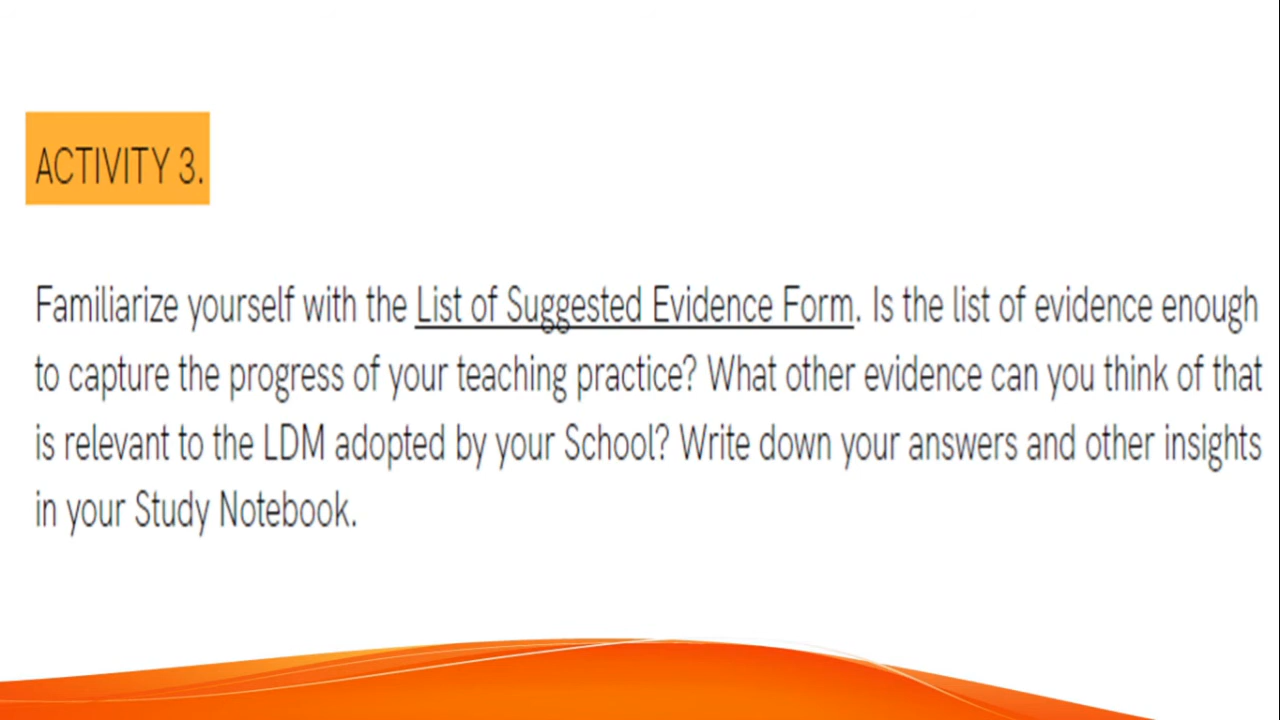 ACTIVITY 3.
Familiarize yourself with the List of Suggested Evidence Form. Is the list of evidence enough
to capture the progress of your teaching practice? What other evidence can you think of that
is relevant to the LDM adopted by your School? Write down your answers and other insights
in your Study Notebook.